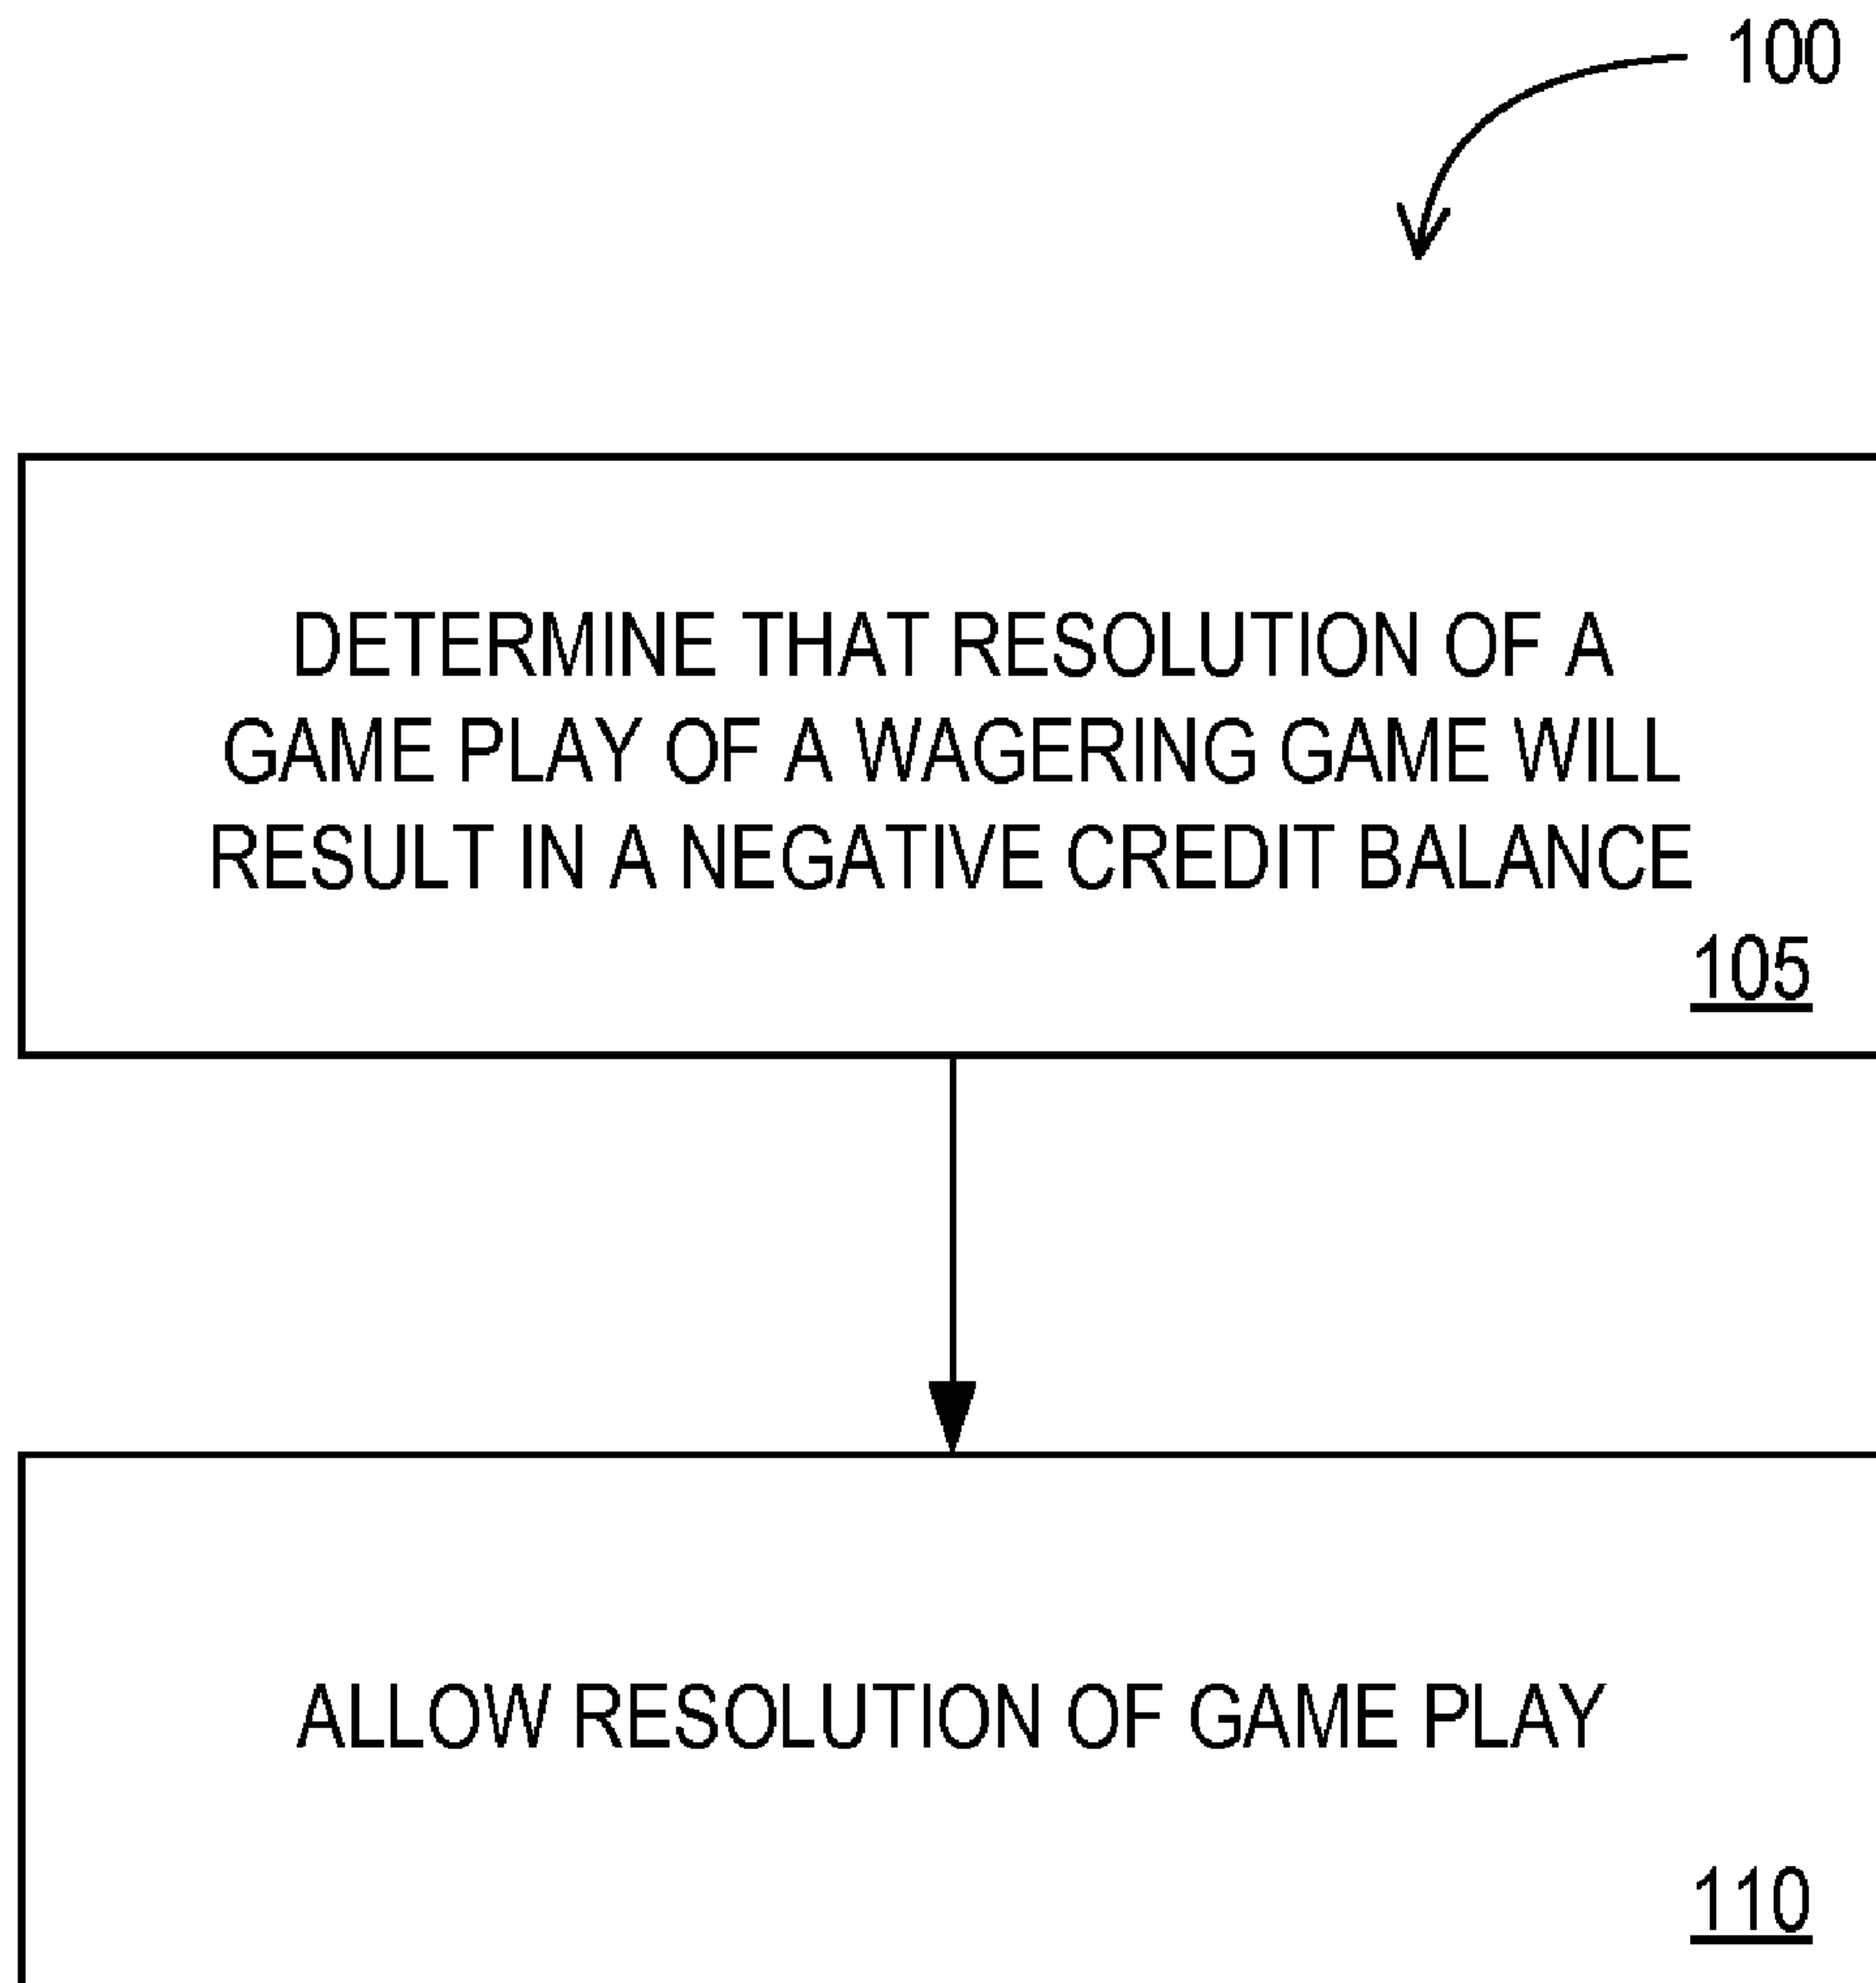 100
DETERMINE THAT RESOLUTION OF A
GAME PLAY OF A WAGERING GAME WILL
RESULT IN A NEGATIVE CREDIT BALANCE
105
ALLOW RESOLUTION OF GAME PLAY
110